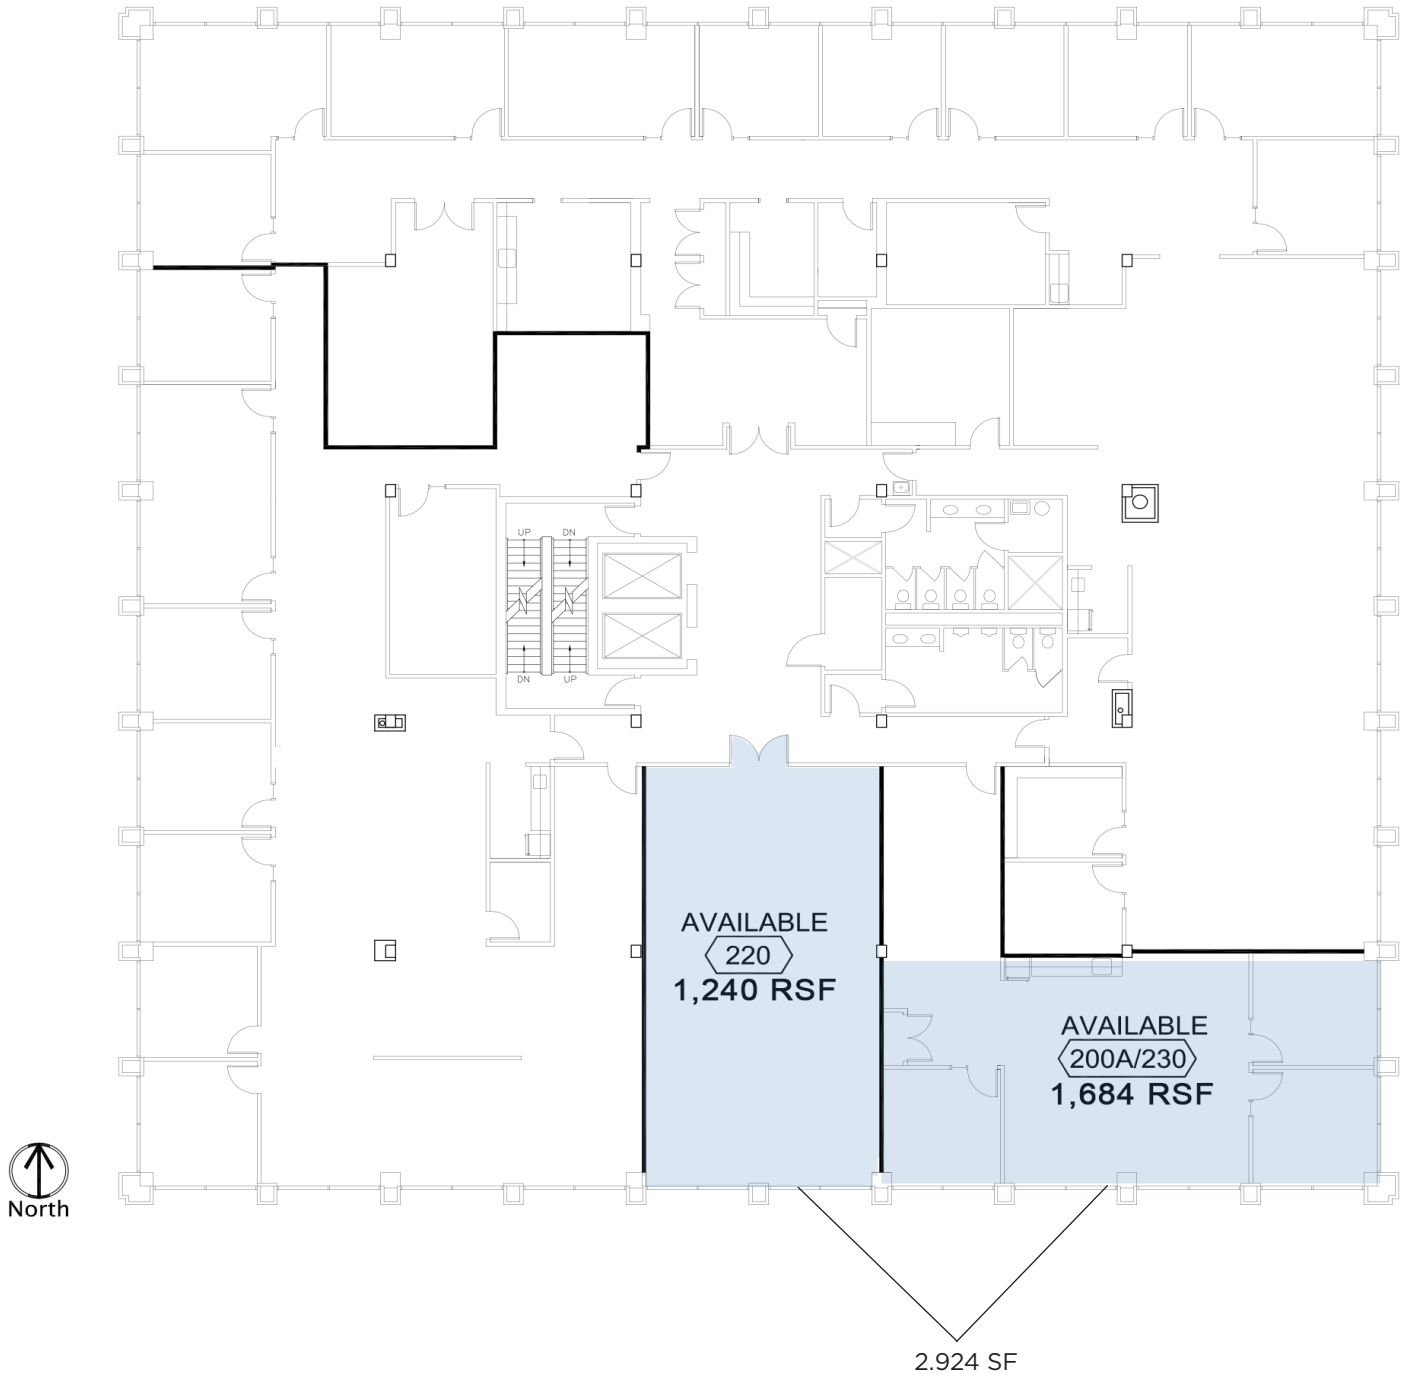 UP
DN
DN
UP
AVAILABLE
220
1,240 RSF
AVAILABLE
200A/230
1,684 RSF
North
2.924 SF